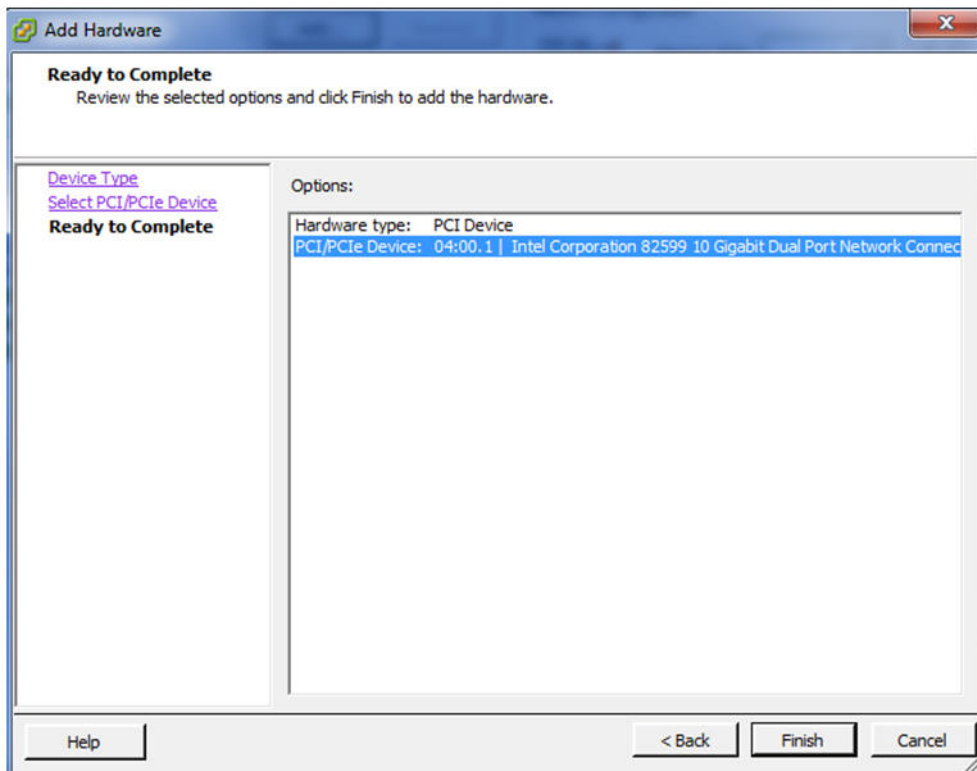 Add Hardware
Ready to Complete
Review the selected options and click Finish to add the hardware.
Device Type
Select PCI/PCIe Device
Ready to Complete
Options:
Hardware type: PCI Device
PCI/PCIe Device: 04:00.1 | Intel Corporation 82599 10 Gigabit Dual Port Network Connec
Help
< Back
Finish
Cancel